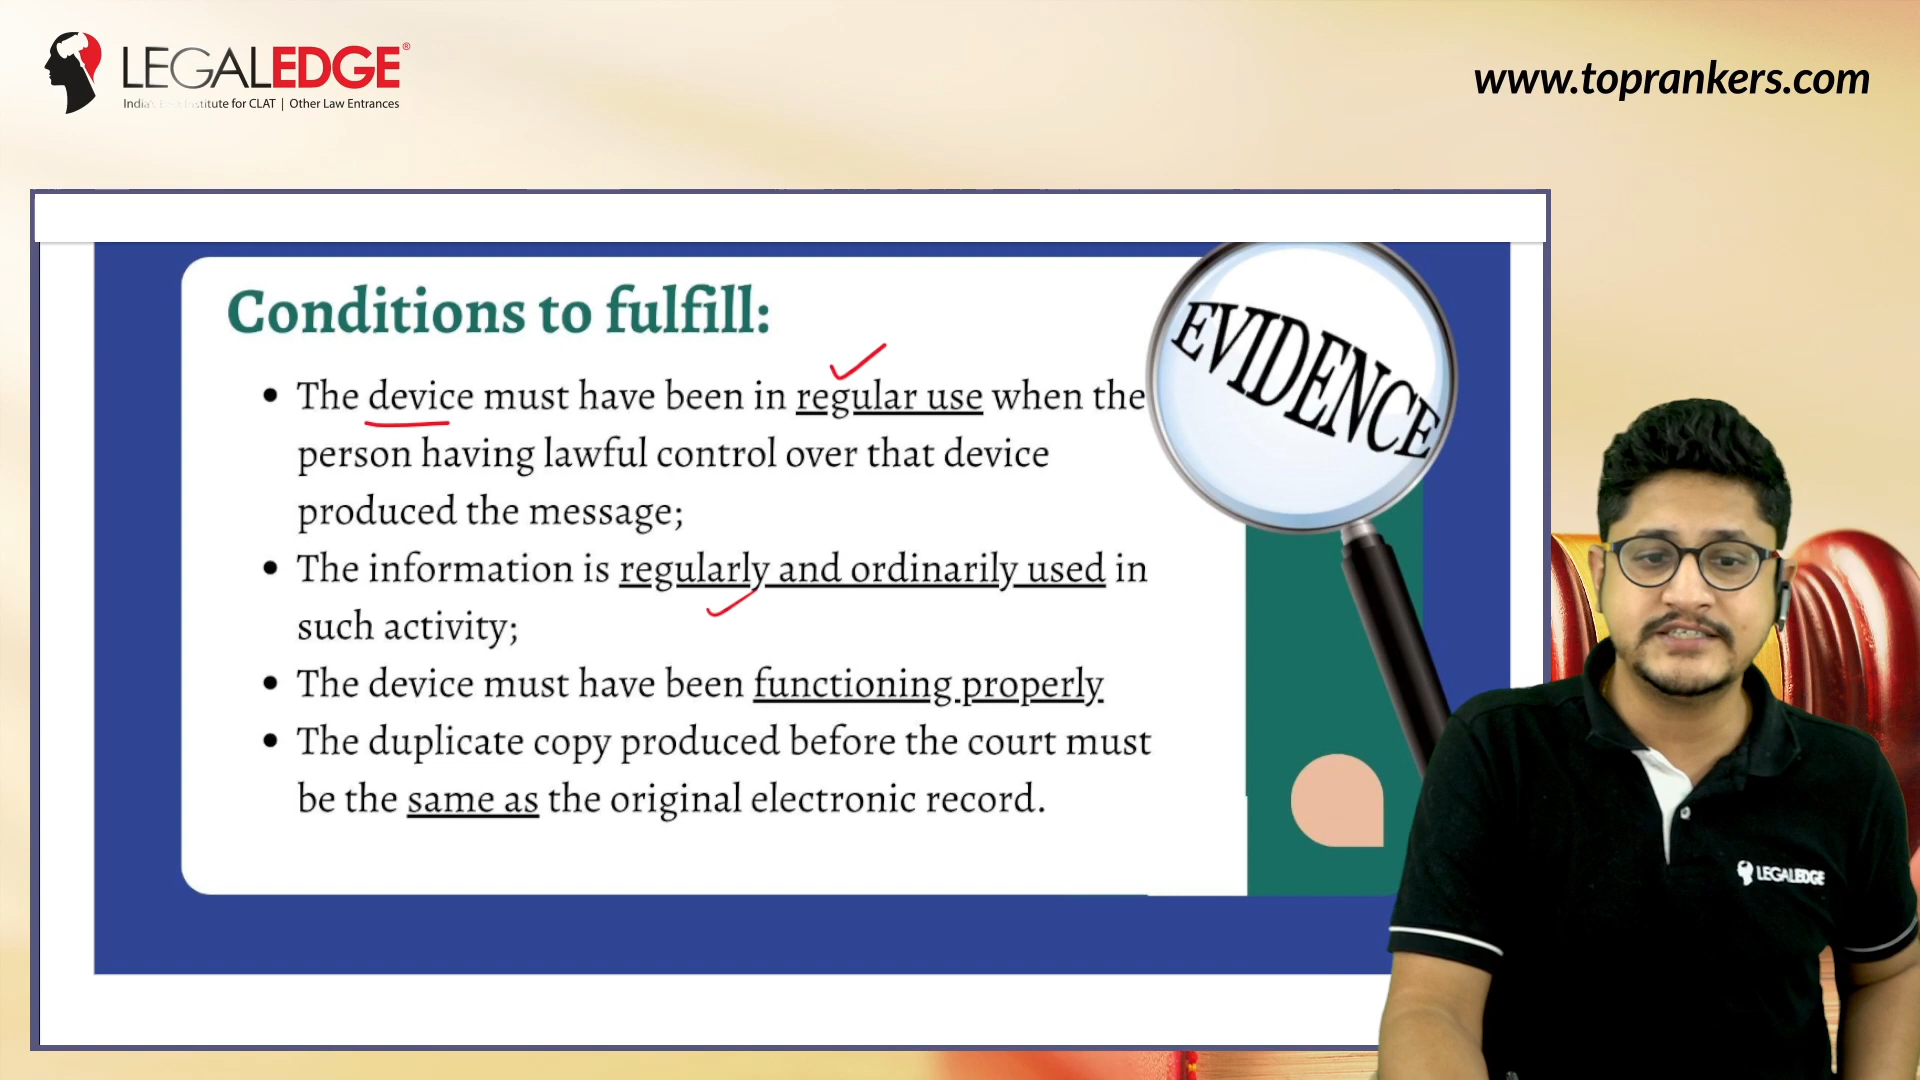 LEGALEDGE®
India's Best Institute for CLAT | Other Law Entrances
www.toprankers.com
Conditions to fulfill:
• The device must have been in regular use when the
person having lawful control over that device
produced the message;
• The information is regularly and ordinarily used in
such activity;
• The device must have been functioning properly
• The duplicate copy produced before the court must
be the same as the original electronic record.
EVIDENCE
LEGALEDGE